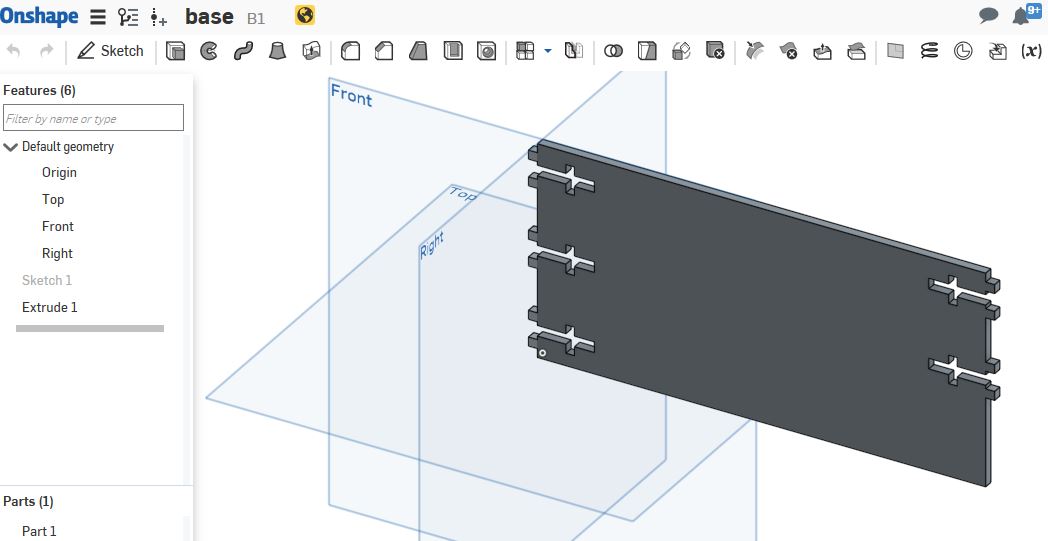 Onshape base B1 9+
Sketch (x)
Features (6)
Filter by name or type
Default geometry
Origin
Top
Front
Right
Sketch 1
Extrude 1
Parts (1)
Part 1
Front
Top
Right